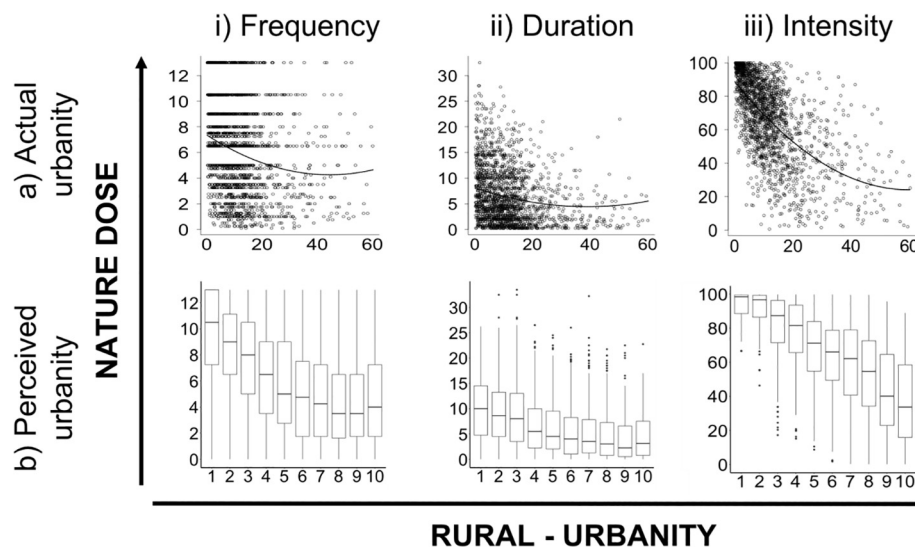 i) Frequency
ii) Duration
iii) Intensity
a) Actual
urbanity
b) Perceived
urbanity
NATURE DOSE
12
10
8
6
4
2
0
0 20 40 60
30
25
20
15
10
5
0
0 20 40 60
100
80
60
40
20
0
0 20 40 60
12
10
8
6
4
2
0
1 2 3 4 5 6 7 8 9 10
30
25
20
15
10
5
0
1 2 3 4 5 6 7 8 9 10
100
80
60
40
20
0
1 2 3 4 5 6 7 8 9 10
RURAL - URBANITY